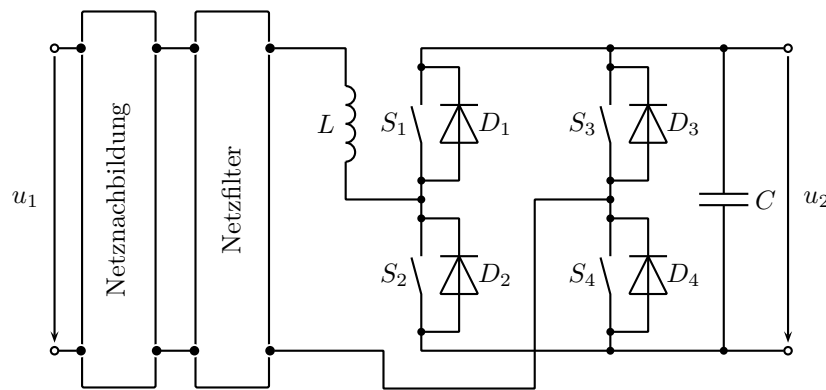 u1
Netznachbildung
Netzfilter
L
S1
D1
S3
D3
C
u2
S2
D2
S4
D4